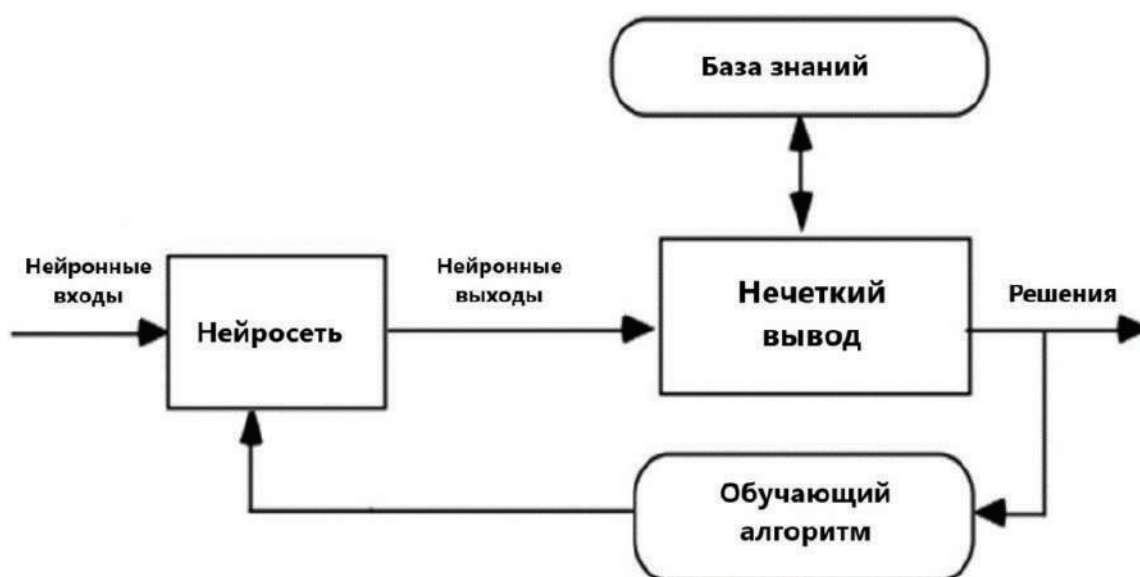 База знаний
Нейронные
входы
Нейросеть
Нейронные
выходы
Нечеткий
вывод
Решения
Обучающий
алгоритм